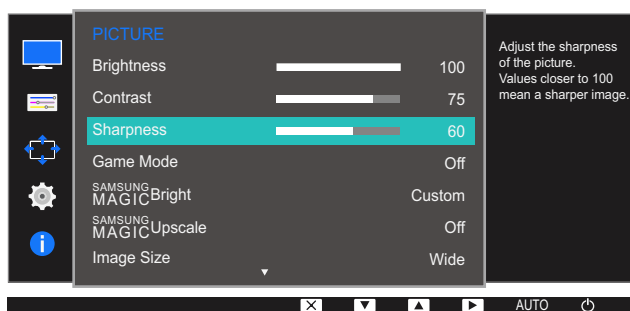 PICTURE
Brightness 100
Contrast 75
Sharpness 60
Game Mode Off
SAMSUNG MAGIC Bright Custom
SAMSUNG MAGIC Upscale Off
Image Size Wide
Adjust the sharpness
of the picture.
Values closer to 100
mean a sharper image.
AUTO